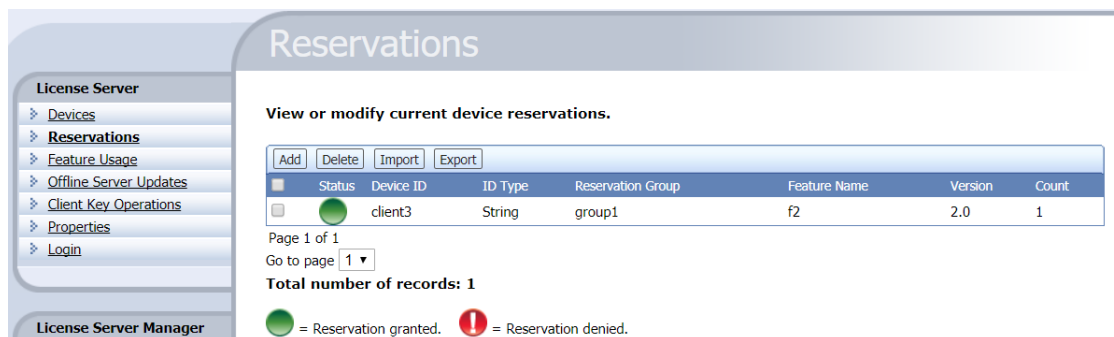 Reservations
License Server
Devices
Reservations
Feature Usage
Offline Server Updates
Client Key Operations
Properties
Login
License Server Manager
View or modify current device reservations.
Add Delete Import Export
Status Device ID ID Type Reservation Group Feature Name Version Count
client3 String group1 f2 2.0 1
Page 1 of 1
Go to page 1
Total number of records: 1
= Reservation granted. ! = Reservation denied.